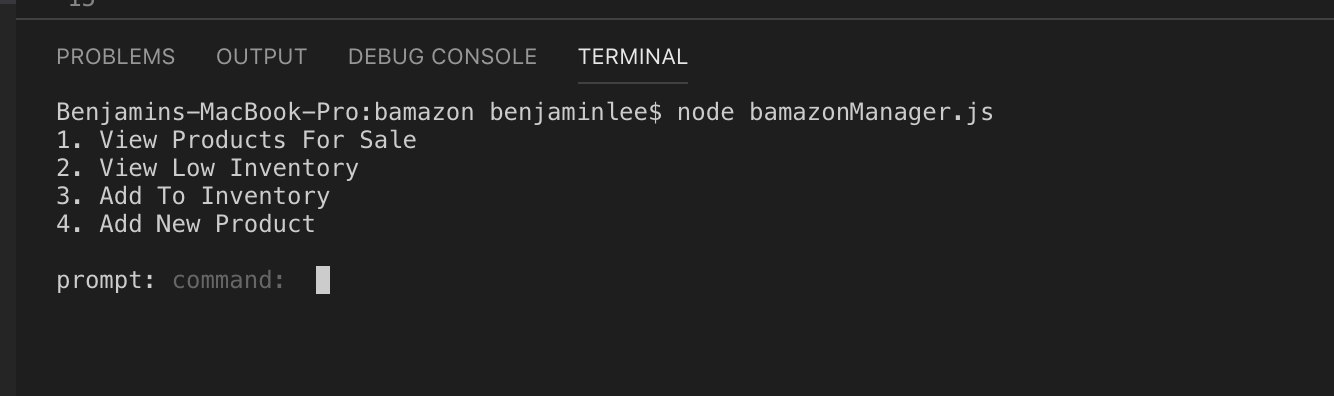 PROBLEMS OUTPUT DEBUG CONSOLE TERMINAL
Benjamins-MacBook-Pro:bamazon benjaminlee$ node bamazonManager.js
1. View Products For Sale
2. View Low Inventory
3. Add To Inventory
4. Add New Product
prompt: command: